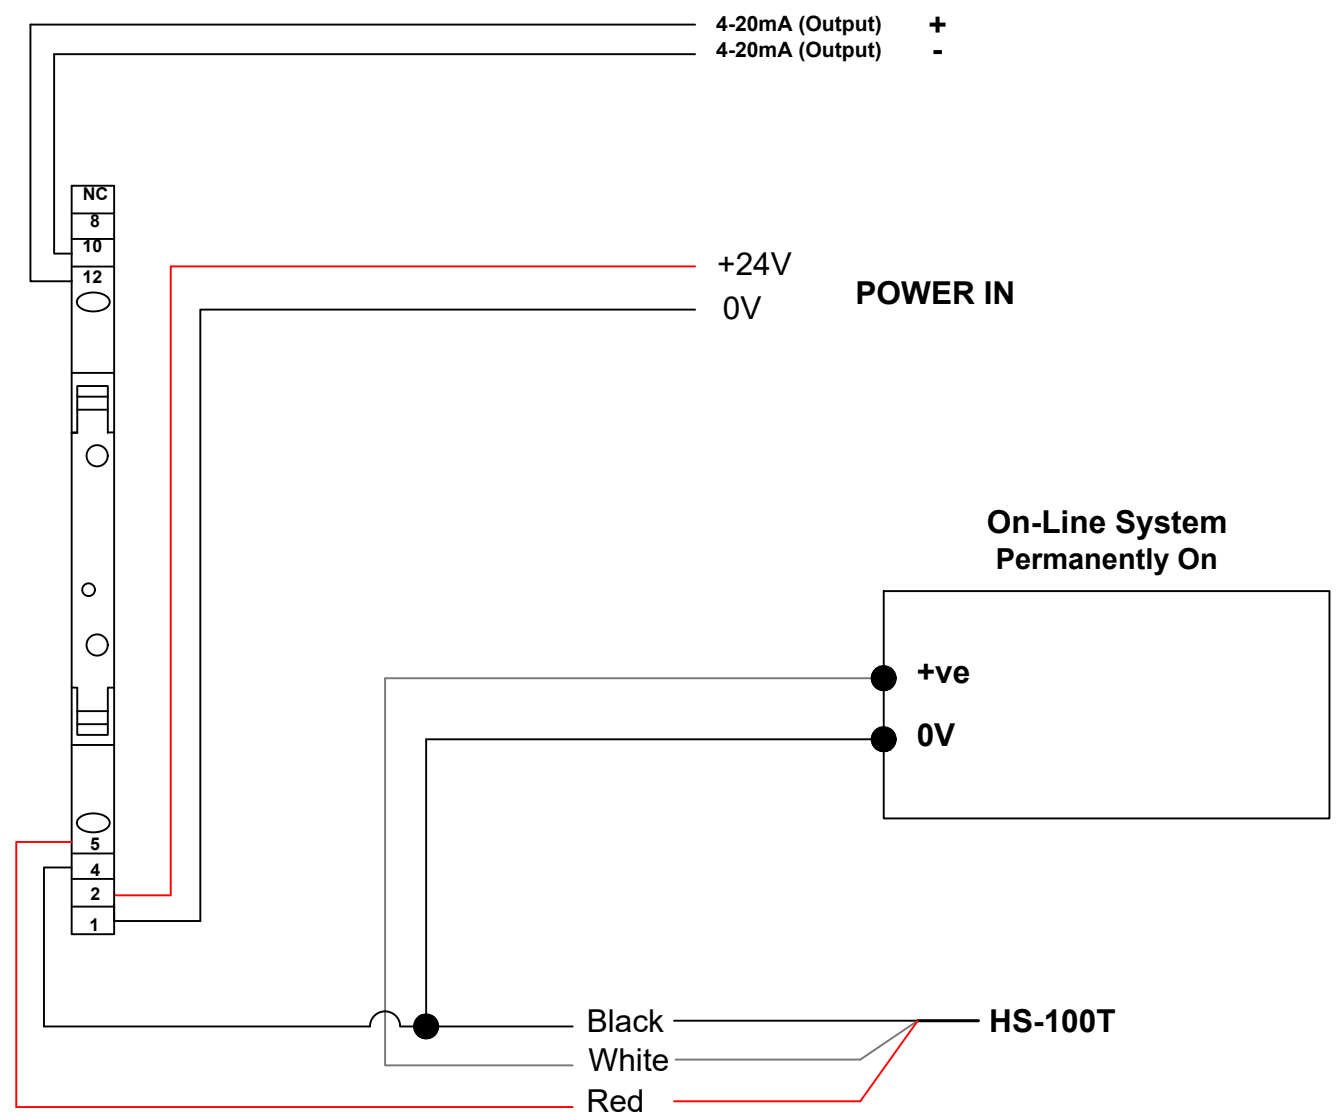 4-20mA (Output) +
4-20mA (Output) -
NC
8
10
12
+24V
0V
POWER IN
On-Line System
Permanently On
+ve
0V
5
4
2
1
Black
HS-100T
White
Red